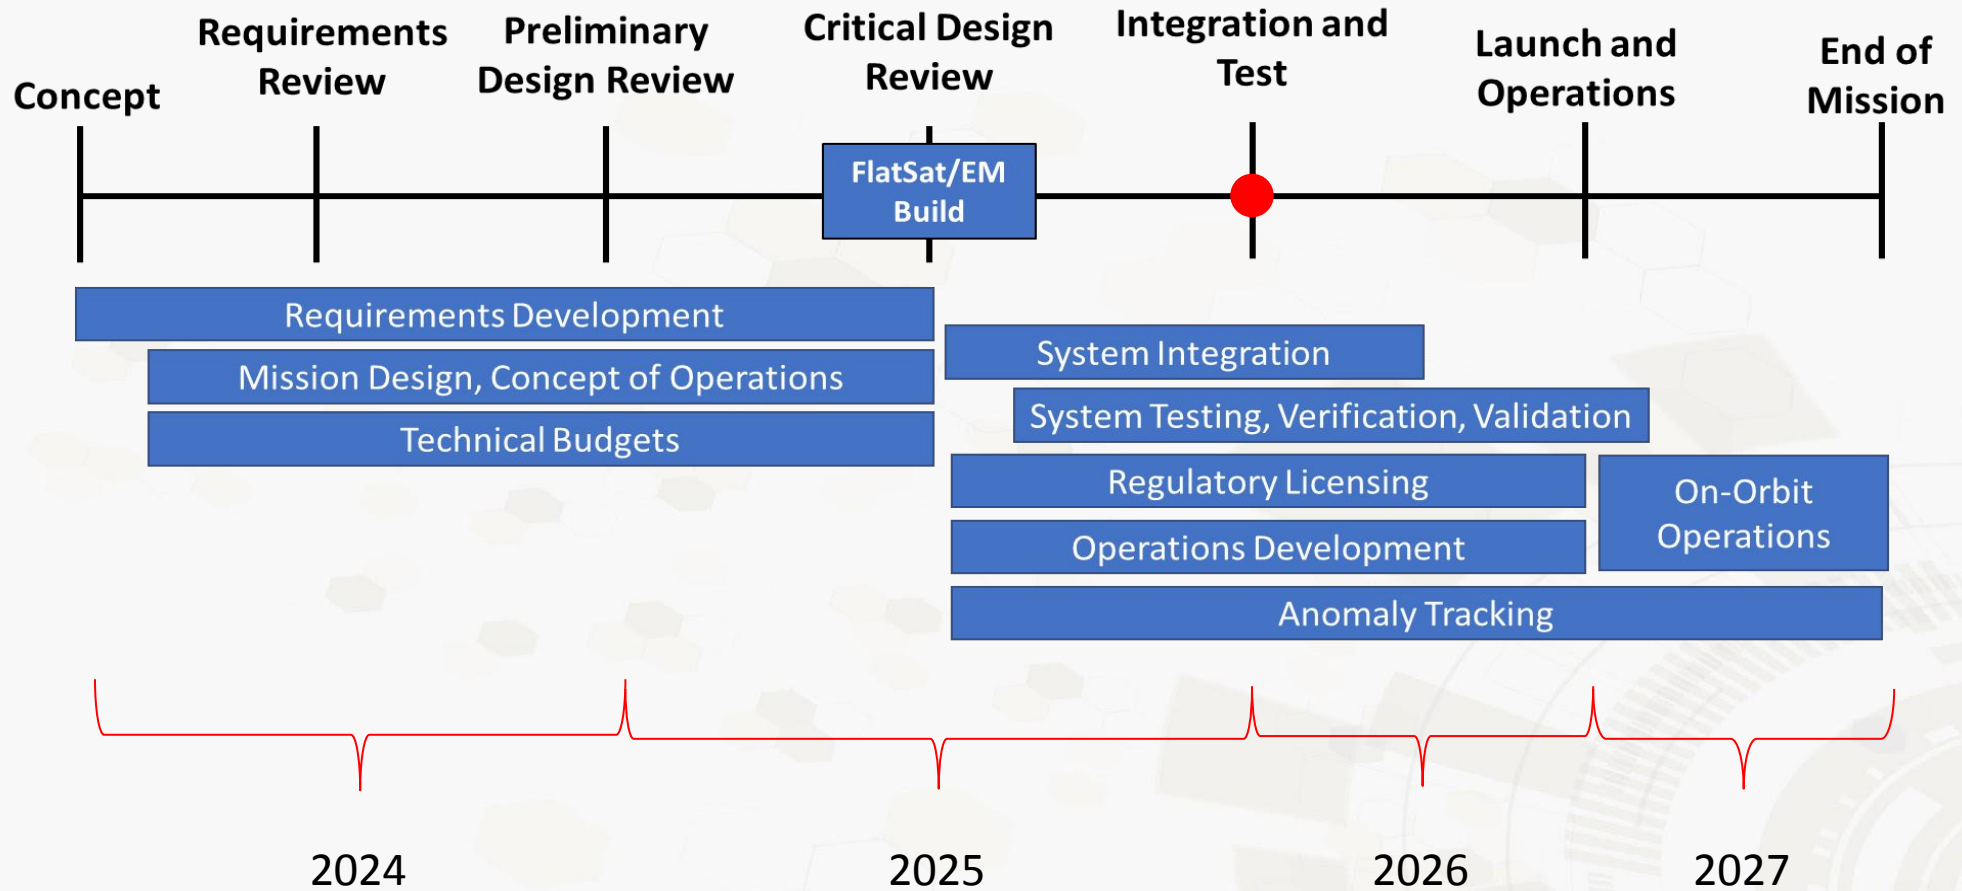 Concept
Requirements
Review
Preliminary
Design Review
Critical Design
Review
Integration and
Test
Launch and
Operations
End of
Mission
FlatSat/EM
Build
Requirements Development
Mission Design, Concept of Operations
Technical Budgets
System Integration
System Testing, Verification, Validation
Regulatory Licensing
Operations Development
On-Orbit
Operations
Anomaly Tracking
2024
2025
2026
2027